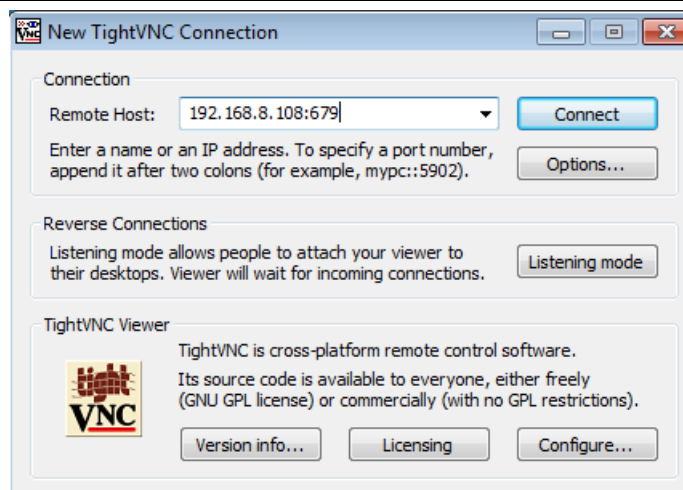 VNC New TightVNC Connection
Connection
Remote Host: 192.168.8.108:679 Connect
Enter a name or an IP address. To specify a port number,
append it after two colons (for example, mypc::5902).
Options...
Reverse Connections
Listening mode allows people to attach your viewer to
their desktops. Viewer will wait for incoming connections.
Listening mode
TightVNC Viewer
tight
VNC
TightVNC is cross-platform remote control software.
Its source code is available to everyone, either freely
(GNU GPL license) or commercially (with no GPL restrictions).
Version info... Licensing Configure...